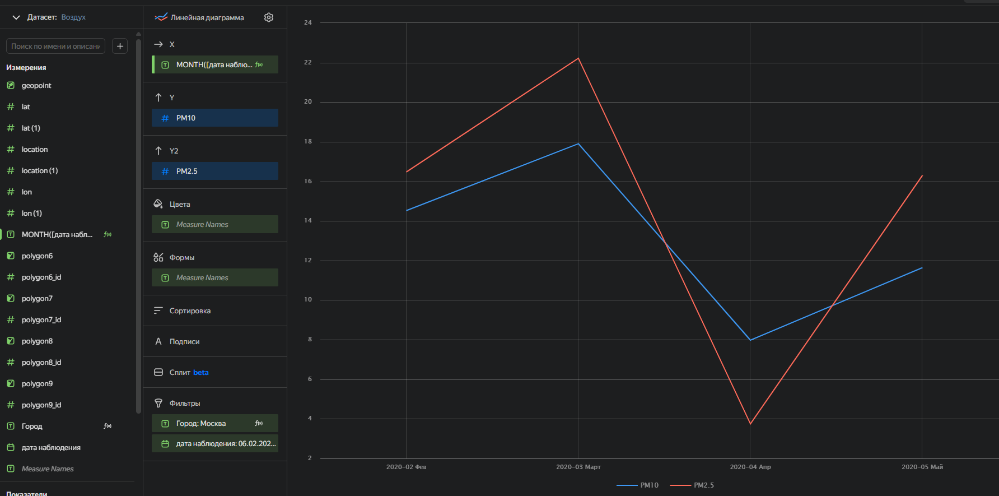 Датасет: Воздух
Поиск по имени и описани
Измерения
geopoint
lat
lat (1)
location
location (1)
lon
lon (1)
MONTH([дата набл... f(x)
polygon6
polygon6_id
polygon7
polygon7_id
polygon8
polygon8_id
polygon9
polygon9_id
Город f(x)
дата наблюдения
Measure Names
Показатели
Линейная диаграмма
X
MONTH([дата наблю... f(x)
Y
PM10
Y2
PM2.5
Цвета
Measure Names
Формы
Measure Names
Сортировка
Подписи
Сплит beta
Фильтры
Город: Москва f(x)
дата наблюдения: 06.02.202...
24
22
20
18
16
14
12
10
8
6
4
2
2020-02 Фев
2020-03 Март
2020-04 Апр
2020-05 Май
PM10
PM2.5